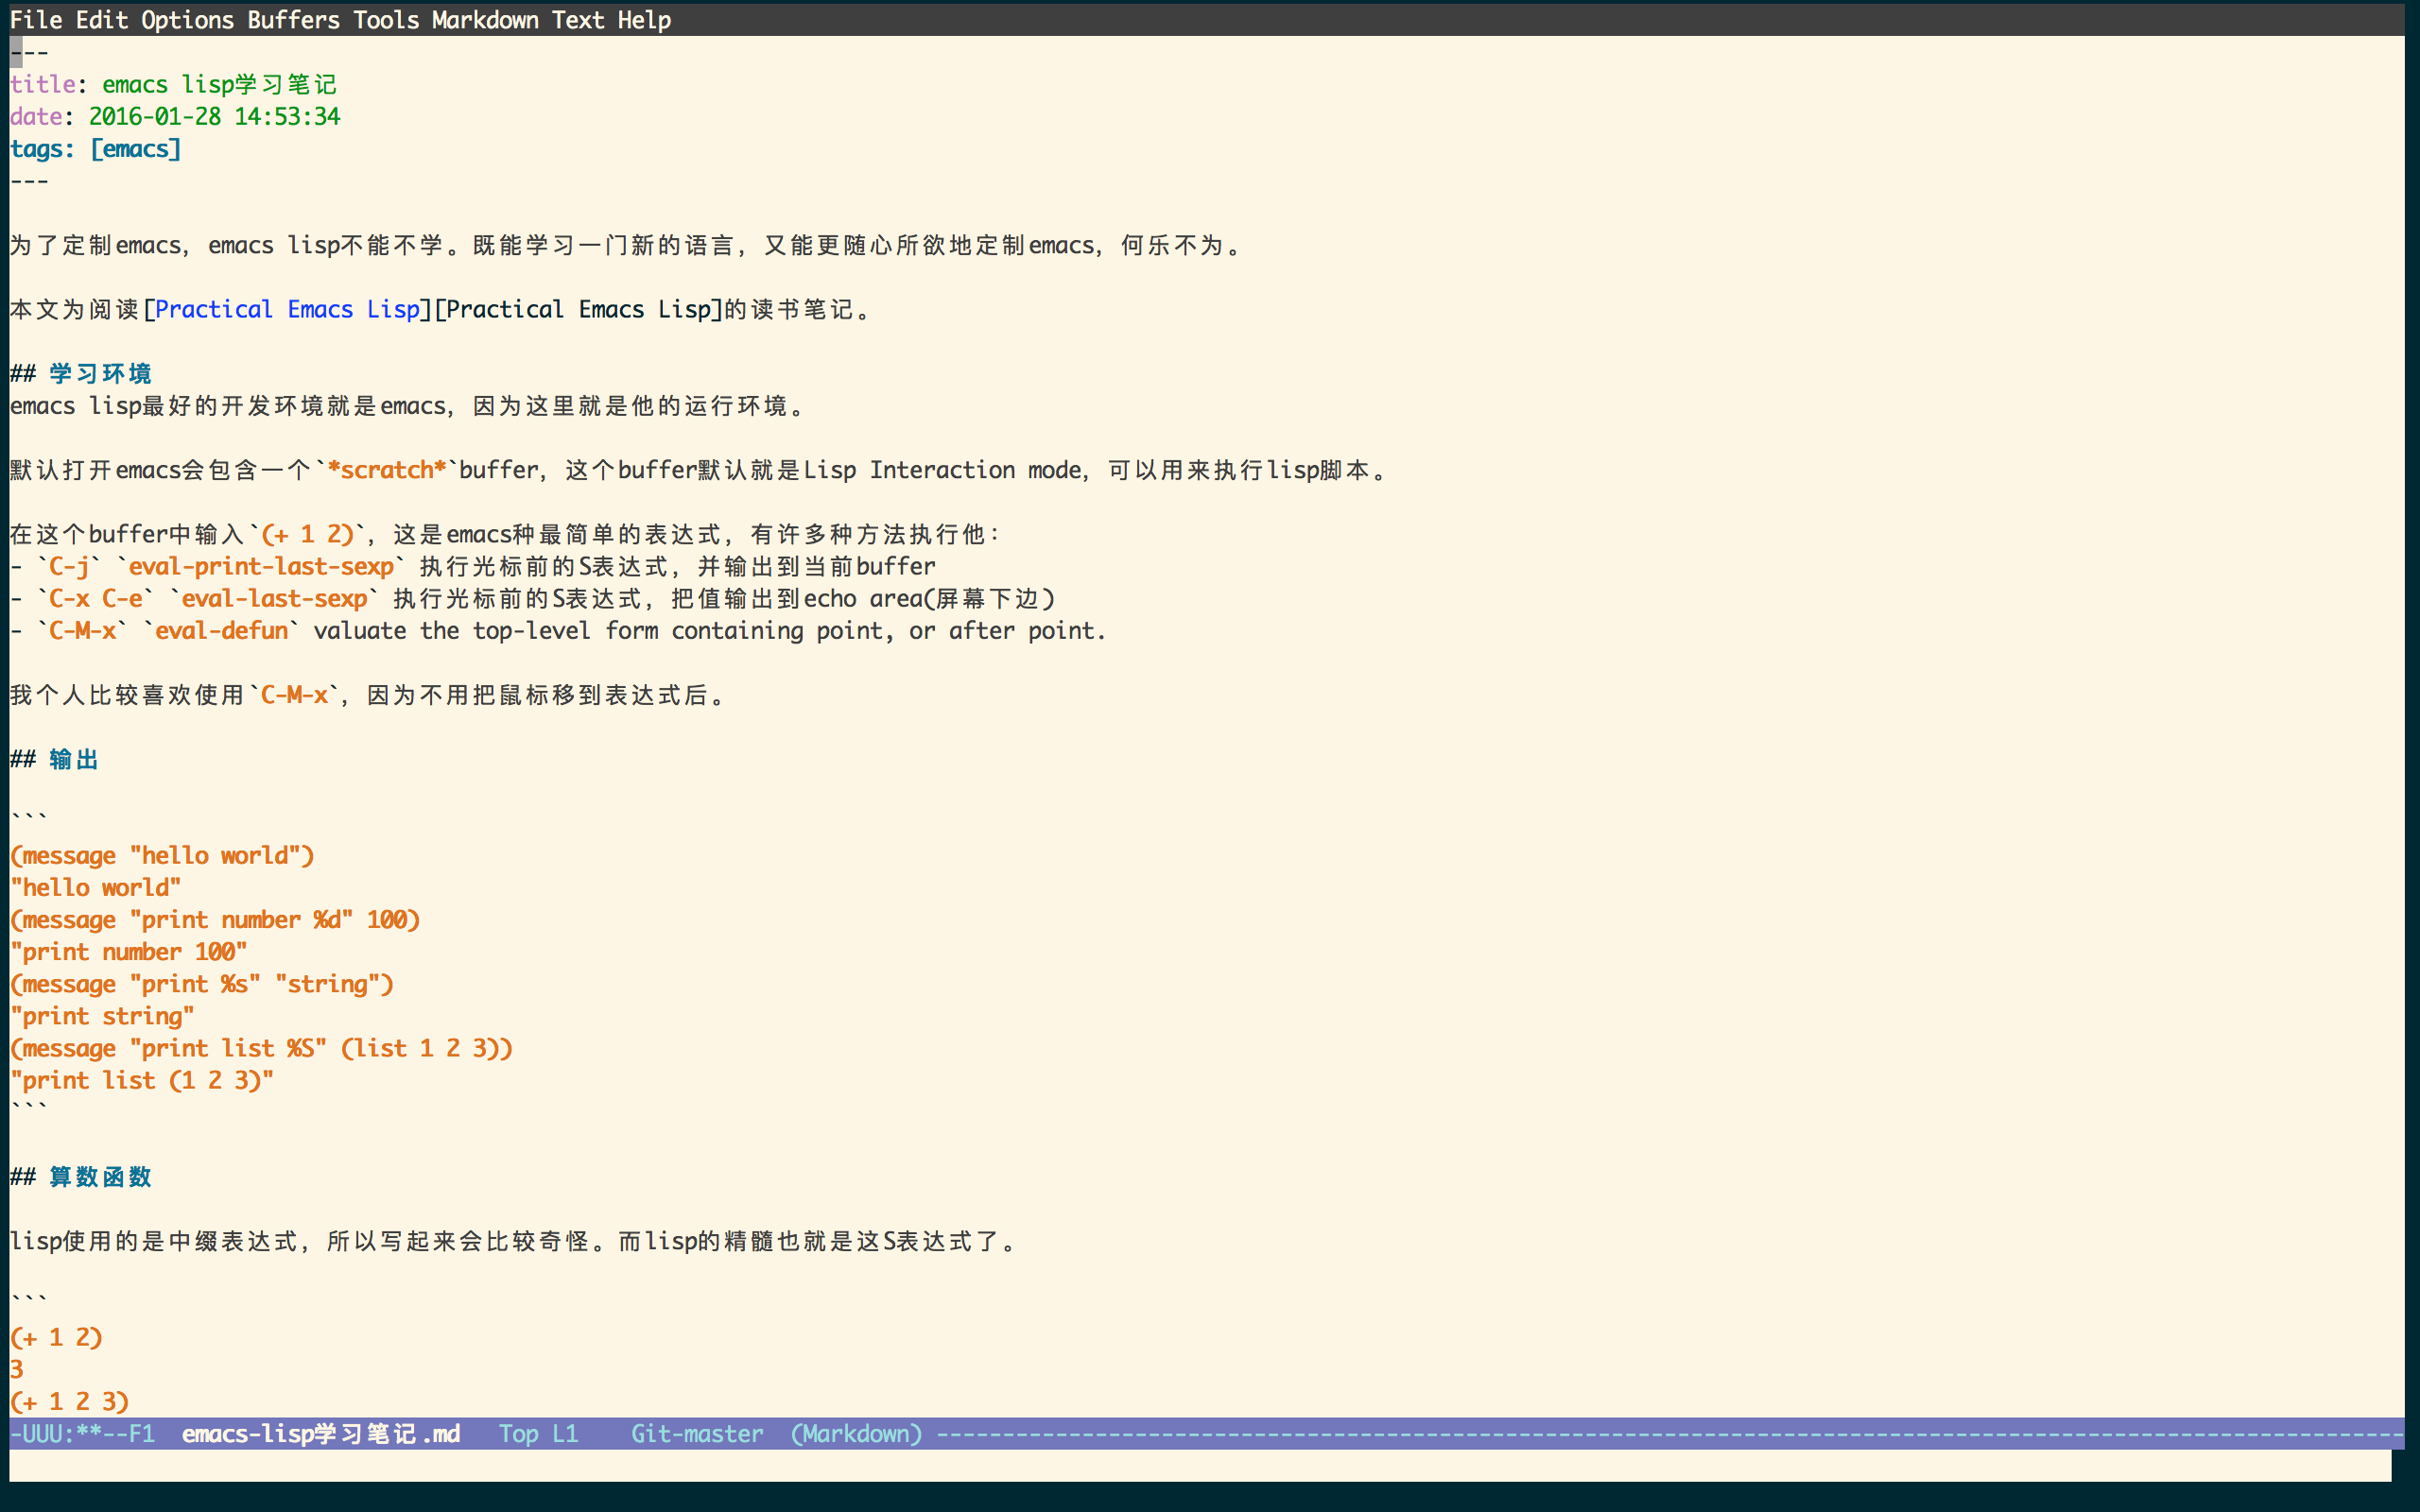 File Edit Options Buffers Tools Markdown Text Help
---
title: emacs lisp学习笔记
date: 2016-01-28 14:53:34
tags: [emacs]
---
为了定制emacs, emacs lisp不能不学。既能学习一门新的语言, 又能更随心所欲地定制emacs, 何乐不为。
本文为阅读[Practical Emacs Lisp][Practical Emacs Lisp]的读书笔记。
## 学习环境
emacs lisp最好的开发环境就是emacs, 因为这里就是他的运行环境。
默认打开emacs会包含一个`*scratch*`buffer, 这个buffer默认就是Lisp Interaction mode, 可以用来执行lisp脚本。
在这个buffer中输入`(+ 1 2)`, 这是emacs种最简单的表达式, 有许多种方法执行他:
- `C-j` `eval-print-last-sexp` 执行光标前的S表达式, 并输出到当前buffer
- `C-x C-e` `eval-last-sexp` 执行光标前的S表达式, 把值输出到echo area(屏幕下边)
- `C-M-x` `eval-defun` valuate the top-level form containing point, or after point.
我个人比较喜欢使用`C-M-x`, 因为不用把鼠标移到表达式后。
## 输出
```
(message "hello world")
"hello world"
(message "print number %d" 100)
"print number 100"
(message "print %s" "string")
"print string"
(message "print list %S" (list 1 2 3))
"print list (1 2 3)"
```
## 算数函数
lisp使用的是中缀表达式, 所以写起来会比较奇怪。而lisp的精髓也就是这S表达式了。
```
(+ 1 2)
3
(+ 1 2 3)
-UUU:**--F1  emacs-lisp学习笔记.md   Top L1    Git-master  (Markdown) ---------------------------------------------------------------------------------------------------------------